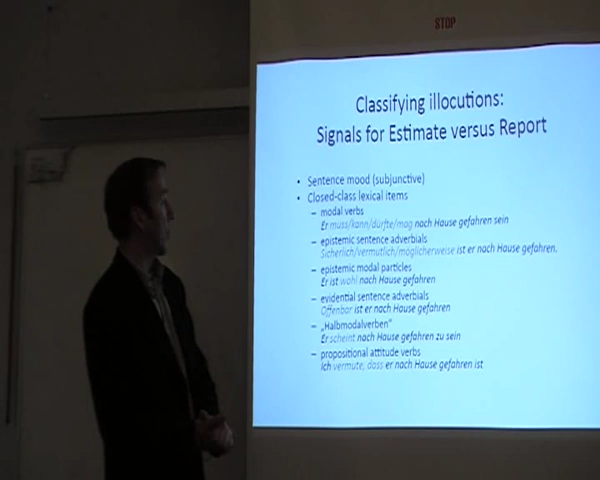 STOP
Classifying illocutions:
Signals for Estimate versus Report
• Sentence mood (subjunctive)
• Closed-class lexical items
– modal verbs
Er muss/kann/dürfte/mag nach Hause gefahren sein
– epistemic sentence adverbials
Sicherlich/vermutlich/möglicherweise ist er nach Hause gefahren.
– epistemic modal particles
Er ist wohl nach Hause gefahren
– evidential sentence adverbials
Offenbar ist er nach Hause gefahren
– „Halbmodalverben"
Er scheint nach Hause gefahren zu sein
– propositional attitude verbs
Ich vermute, dass er nach Hause gefahren ist